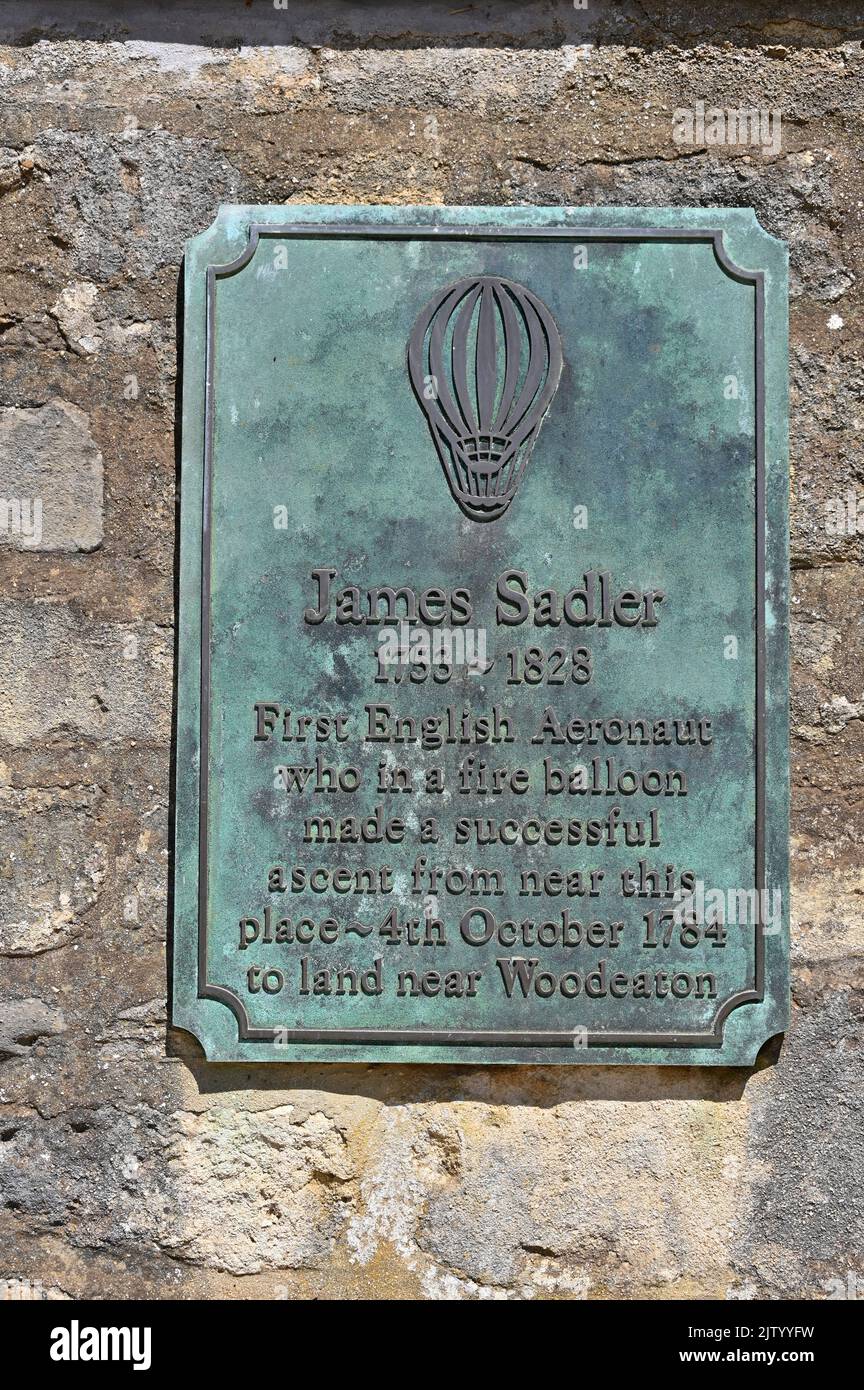 James Sadler
1753 ~ 1828
First English Aeronaut
who in a fire balloon
made a successful
ascent from near this
place ~ 4th October 1784
to land near Woodeaton
alamy
Image ID: 2JTYYFW
www.alamy.com